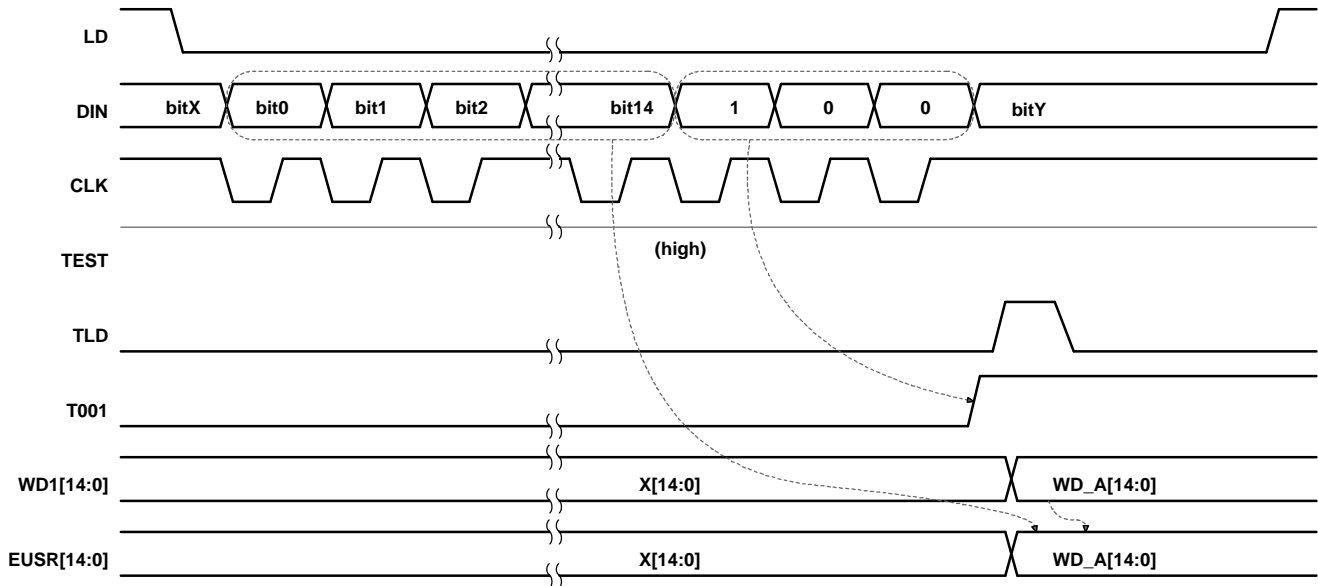 LD
DIN bitX bit0 bit1 bit2 bit14 1 0 0 bitY
CLK
(high)
TEST
TLD
T001
WD1[14:0] X[14:0] WD_A[14:0]
EUSR[14:0] X[14:0] WD_A[14:0]